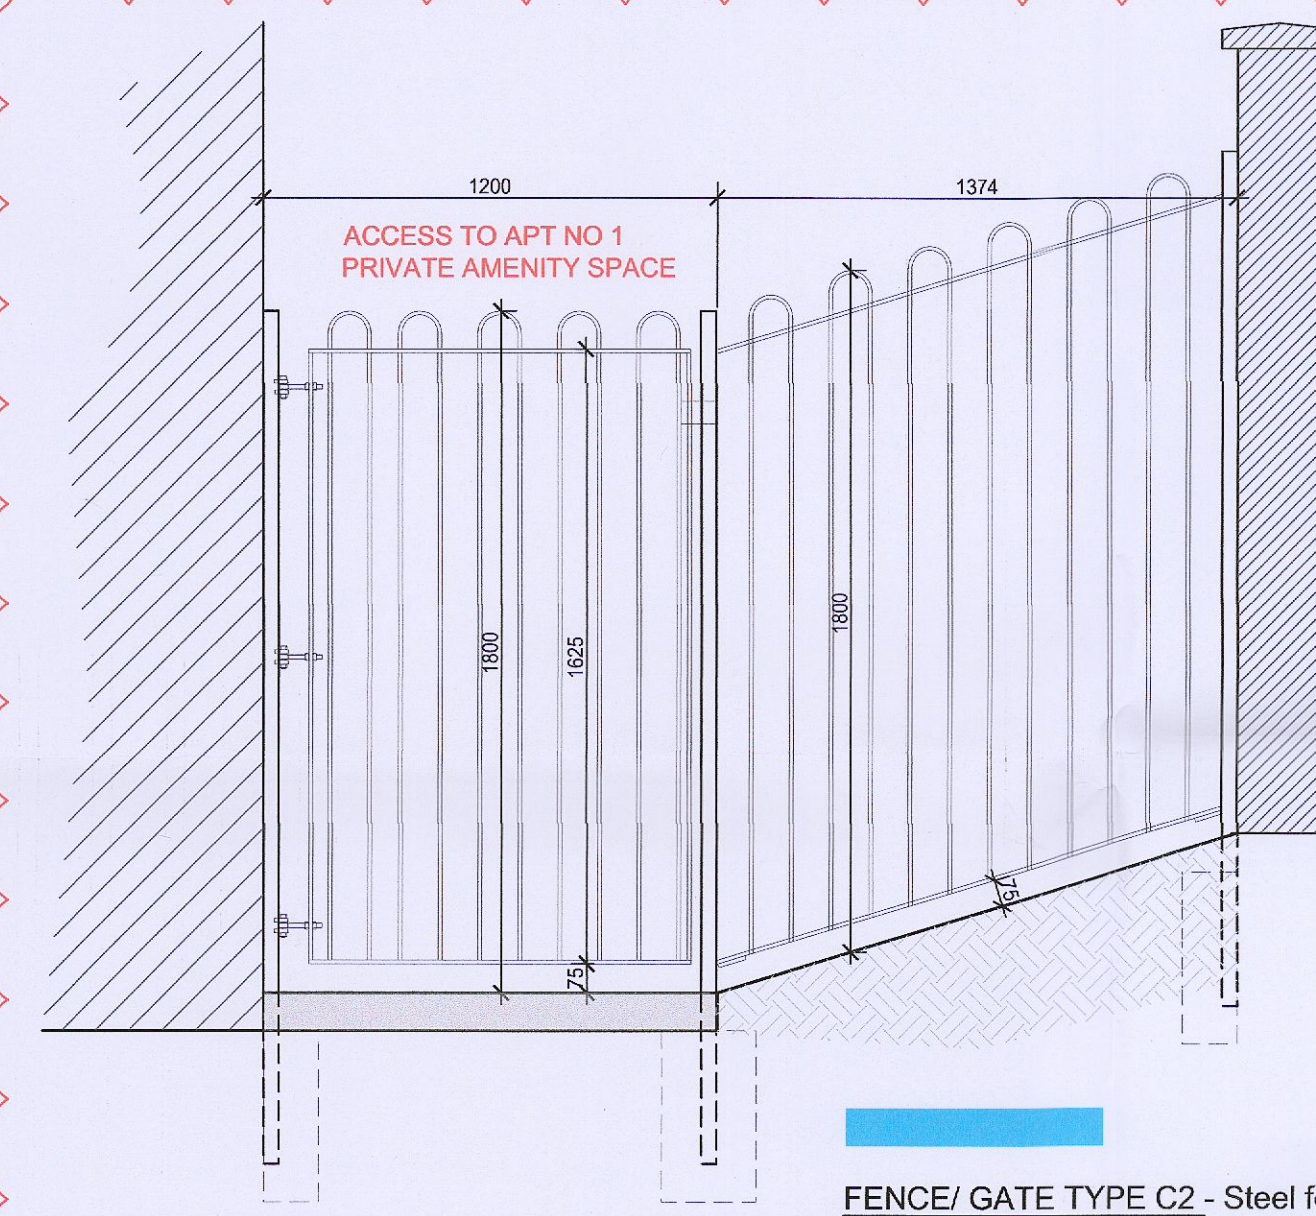 1200
1374
ACCESS TO APT NO 1
PRIVATE AMENITY SPACE
1800
1625
1800
75
75
FENCE/ GATE TYPE C2 - Steel